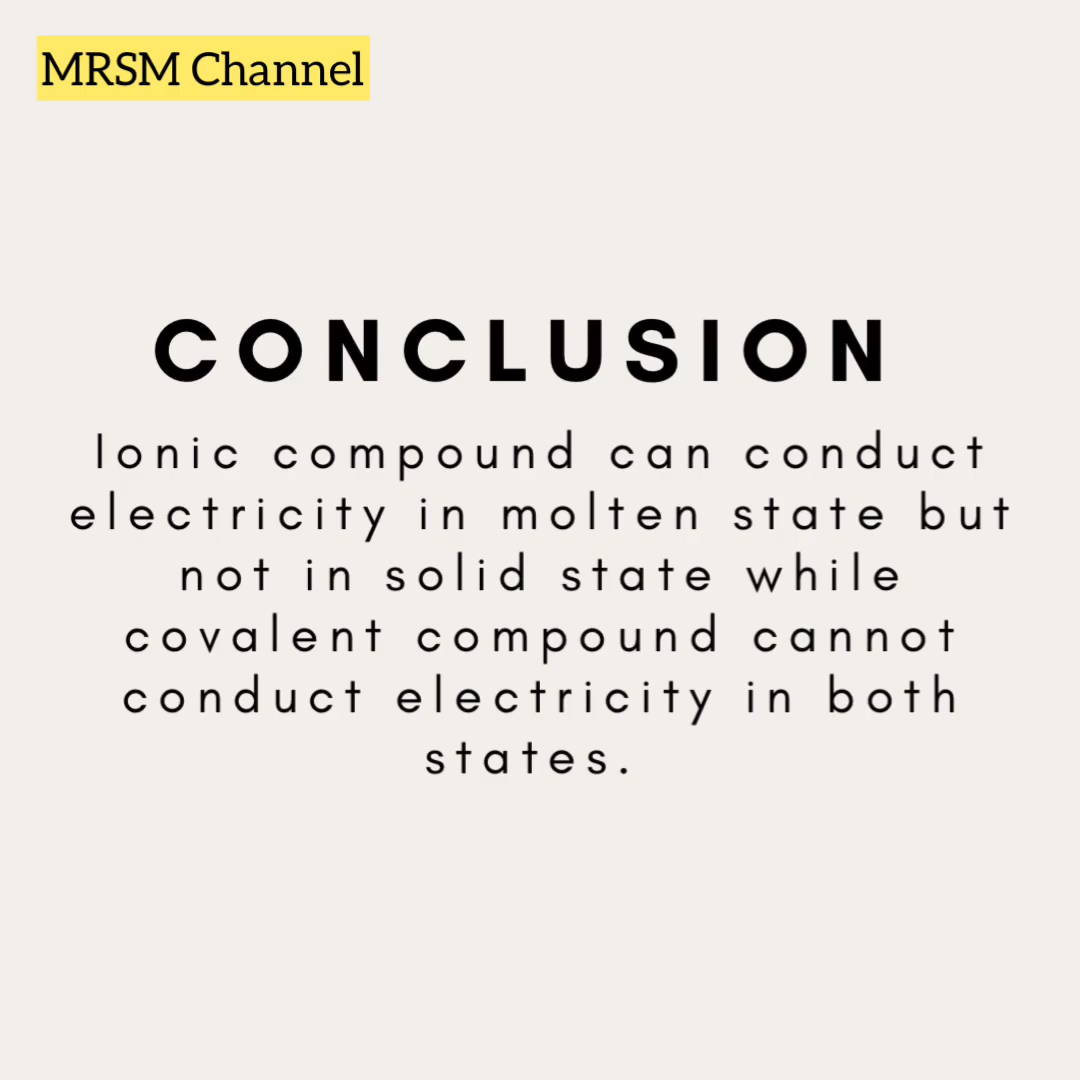 MRSM Channel
CONCLUSION
Ionic compound can conduct
electricity in molten state but
not in solid state while
covalent compound cannot
conduct electricity in both
states.